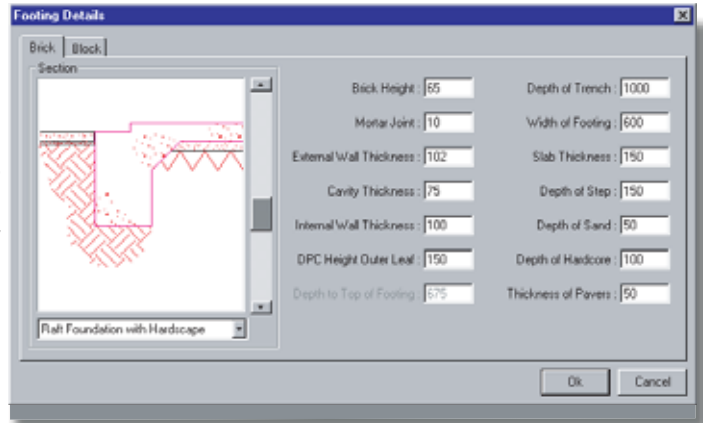 Footing Details
Brick Block
Section
Raft Foundation with Hardscape
Brick Height : 65
Mortar Joint : 10
External Wall Thickness : 102
Cavity Thickness : 75
Internal Wall Thickness : 100
DPC Height Outer Leaf : 150
Depth to Top of Footing : 675
Depth of Trench : 1000
Width of Footing : 600
Slab Thickness : 150
Depth of Step : 150
Depth of Sand : 50
Depth of Hardcore : 100
Thickness of Pavers : 50
Ok Cancel